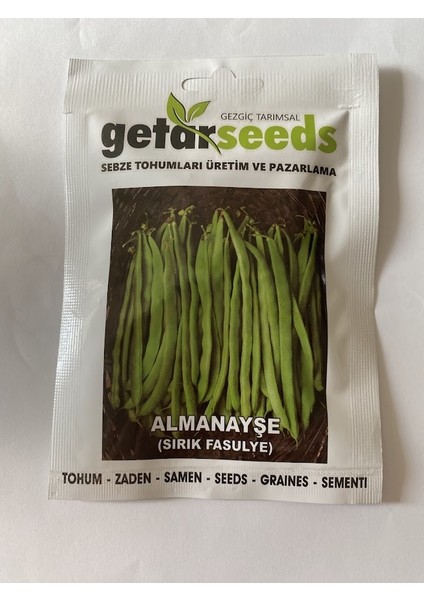 GEZGİÇ TARIMSAL
getarseeds
SEBZE TOHUMLARI ÜRETİM VE PAZARLAMA
ALMANAYŞE
(SIRIK FASULYE)
TOHUM - ZADEN - SAMEN - SEEDS - GRAINES - SEMENTI